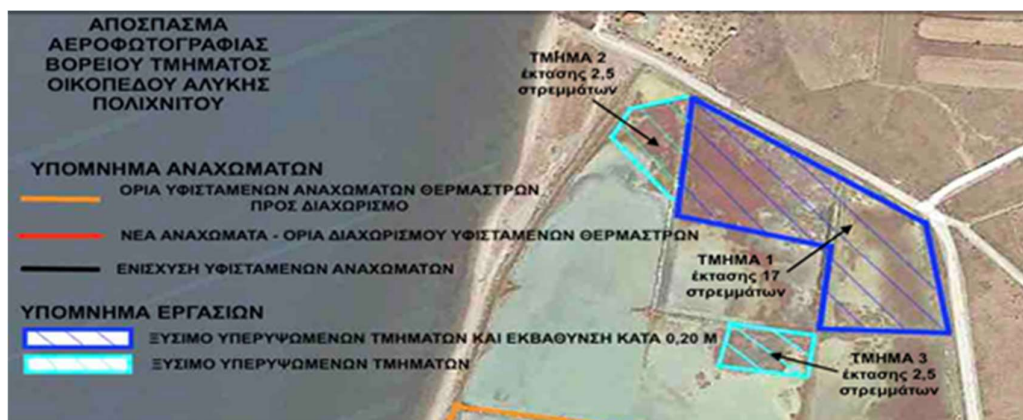 ΑΠΟΣΠΑΣΜΑ
ΑΕΡΟΦΩΤΟΓΡΑΦΙΑΣ
ΒΟΡΕΙΟΥ ΤΜΗΜΑΤΟΣ
ΟΙΚΟΠΕΔΟΥ ΑΛΥΚΗΣ
ΠΟΛΙΧΝΙΤΟΥ
ΤΜΗΜΑ 2
έκτασης 2,5
στρεμμάτων
ΥΠΟΜΝΗΜΑ ΑΝΑΧΩΜΑΤΩΝ
ΟΡΙΑ ΥΦΙΣΤΑΜΕΝΩΝ ΑΝΑΧΩΜΑΤΩΝ ΘΕΡΜΑΣΤΡΩΝ
ΠΡΟΣ ΔΙΑΧΩΡΙΣΜΟ
ΝΕΑ ΑΝΑΧΩΜΑΤΑ - ΟΡΙΑ ΔΙΑΧΩΡΙΣΜΟΥ ΥΦΙΣΤΑΜΕΝΩΝ ΘΕΡΜΑΣΤΡΩΝ
ΕΝΙΣΧΥΣΗ ΥΦΙΣΤΑΜΕΝΩΝ ΑΝΑΧΩΜΑΤΩΝ
ΤΜΗΜΑ 1
έκτασης 17
στρεμμάτων
ΥΠΟΜΝΗΜΑ ΕΡΓΑΣΙΩΝ
ΞΥΣΙΜΟ ΥΠΕΡΥΨΩΜΕΝΩΝ ΤΜΗΜΑΤΩΝ ΚΑΙ ΕΚΒΑΘΥΝΣΗ ΚΑΤΑ 0,20 Μ
ΞΥΣΙΜΟ ΥΠΕΡΥΨΩΜΕΝΩΝ ΤΜΗΜΑΤΩΝ
ΤΜΗΜΑ 3
έκτασης 2,5
στρεμμάτων